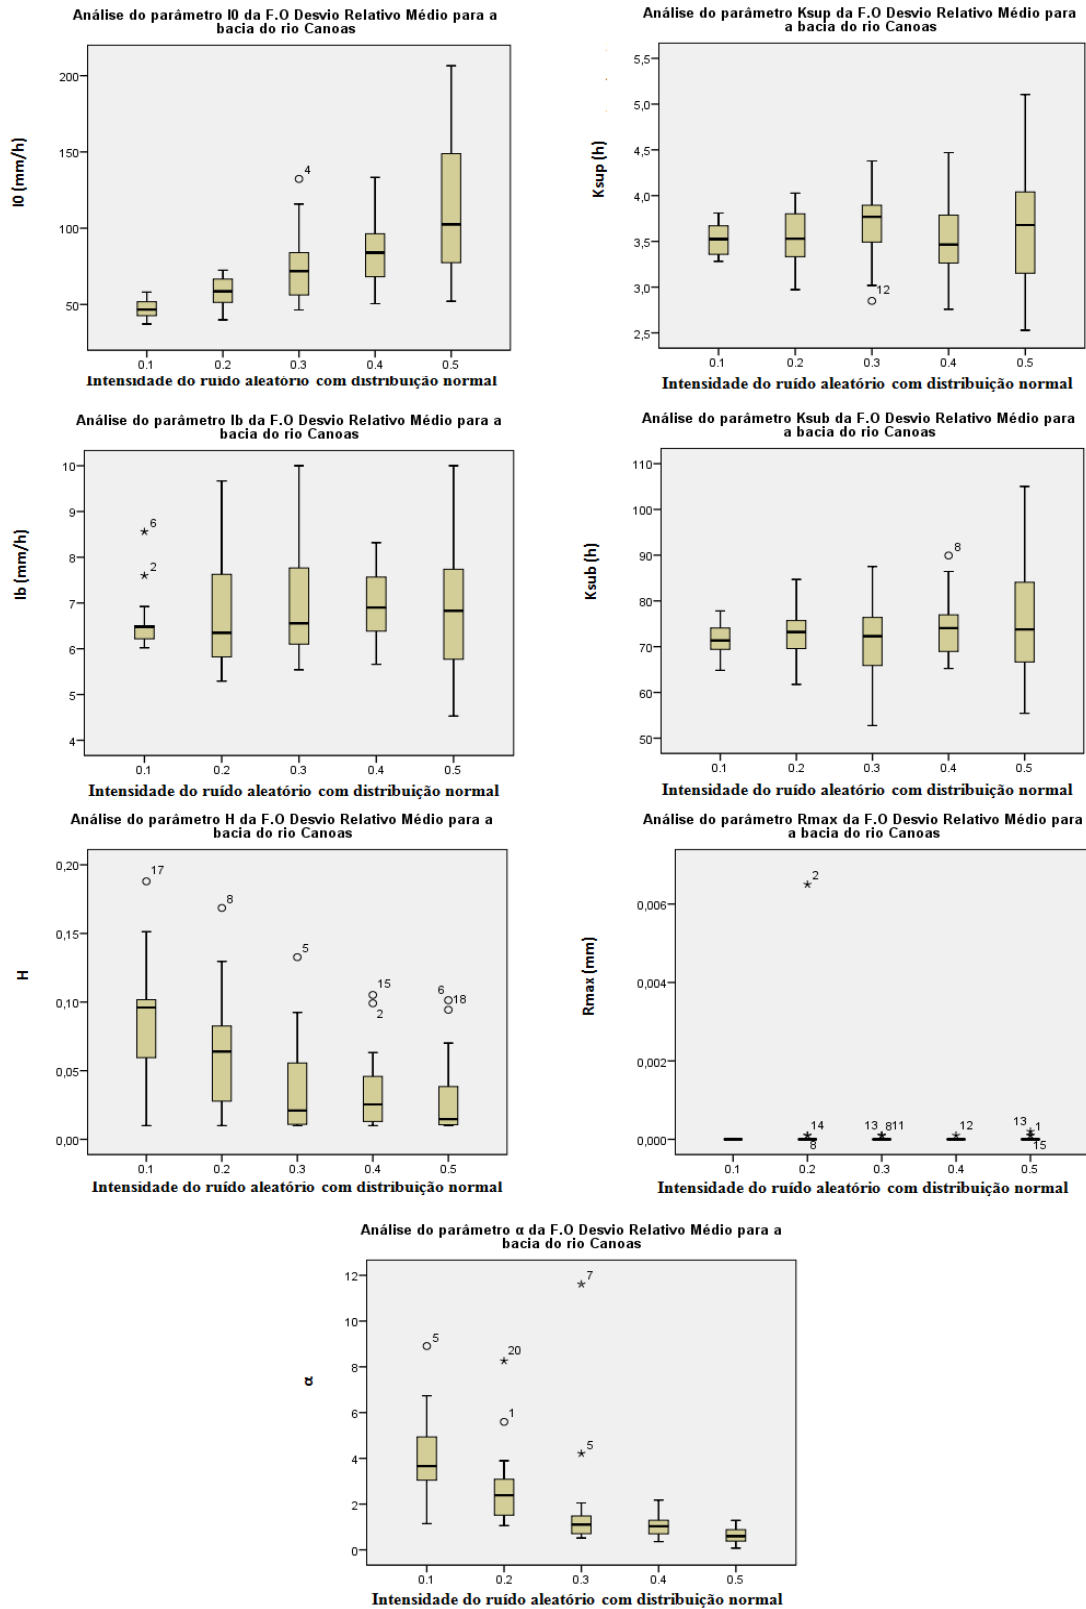 Análise do parâmetro I0 da F.O Desvio Relativo Médio para a
bacia do rio Canoas
I0 (mm/h)
200
150
100
50
4
0.1 0.2 0.3 0.4 0.5
Intensidade do ruído aleatório com distribuição normal
Análise do parâmetro Ksup da F.O Desvio Relativo Médio para
a bacia do rio Canoas
Ksup (h)
5,5
5,0
4,5
4,0
3,5
3,0
2,5
12
0.1 0.2 0.3 0.4 0.5
Intensidade do ruído aleatório com distribuição normal
Análise do parâmetro Ib da F.O Desvio Relativo Médio para a
bacia do rio Canoas
Ib (mm/h)
10
9
8
7
6
5
4
6
2
0.1 0.2 0.3 0.4 0.5
Intensidade do ruído aleatório com distribuição normal
Análise do parâmetro Ksub da F.O Desvio Relativo Médio para
a bacia do rio Canoas
Ksub (h)
110
100
90
80
70
60
50
8
0.1 0.2 0.3 0.4 0.5
Intensidade do ruído aleatório com distribuição normal
Análise do parâmetro H da F.O Desvio Relativo Médio para a
bacia do rio Canoas
H
0,20
0,15
0,10
0,05
0,00
17
8
5
15
2
6
18
0.1 0.2 0.3 0.4 0.5
Intensidade do ruído aleatório com distribuição normal
Análise do parâmetro Rmax da F.O Desvio Relativo Médio para
a bacia do rio Canoas
Rmax (mm)
0,006
0,004
0,002
0,000
2
14
8
13 8 11
12
13 1
15
0.1 0.2 0.3 0.4 0.5
Intensidade do ruído aleatório com distribuição normal
Análise do parâmetro α da F.O Desvio Relativo Médio para a
bacia do rio Canoas
α
12
10
8
6
4
2
0
5
20
1
7
5
0.1 0.2 0.3 0.4 0.5
Intensidade do ruído aleatório com distribuição normal